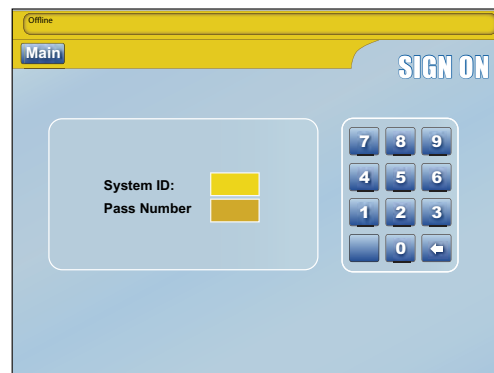 Offline
Main
SIGN ON
7 8 9
System ID:
4 5 6
Pass Number
1 2 3
0